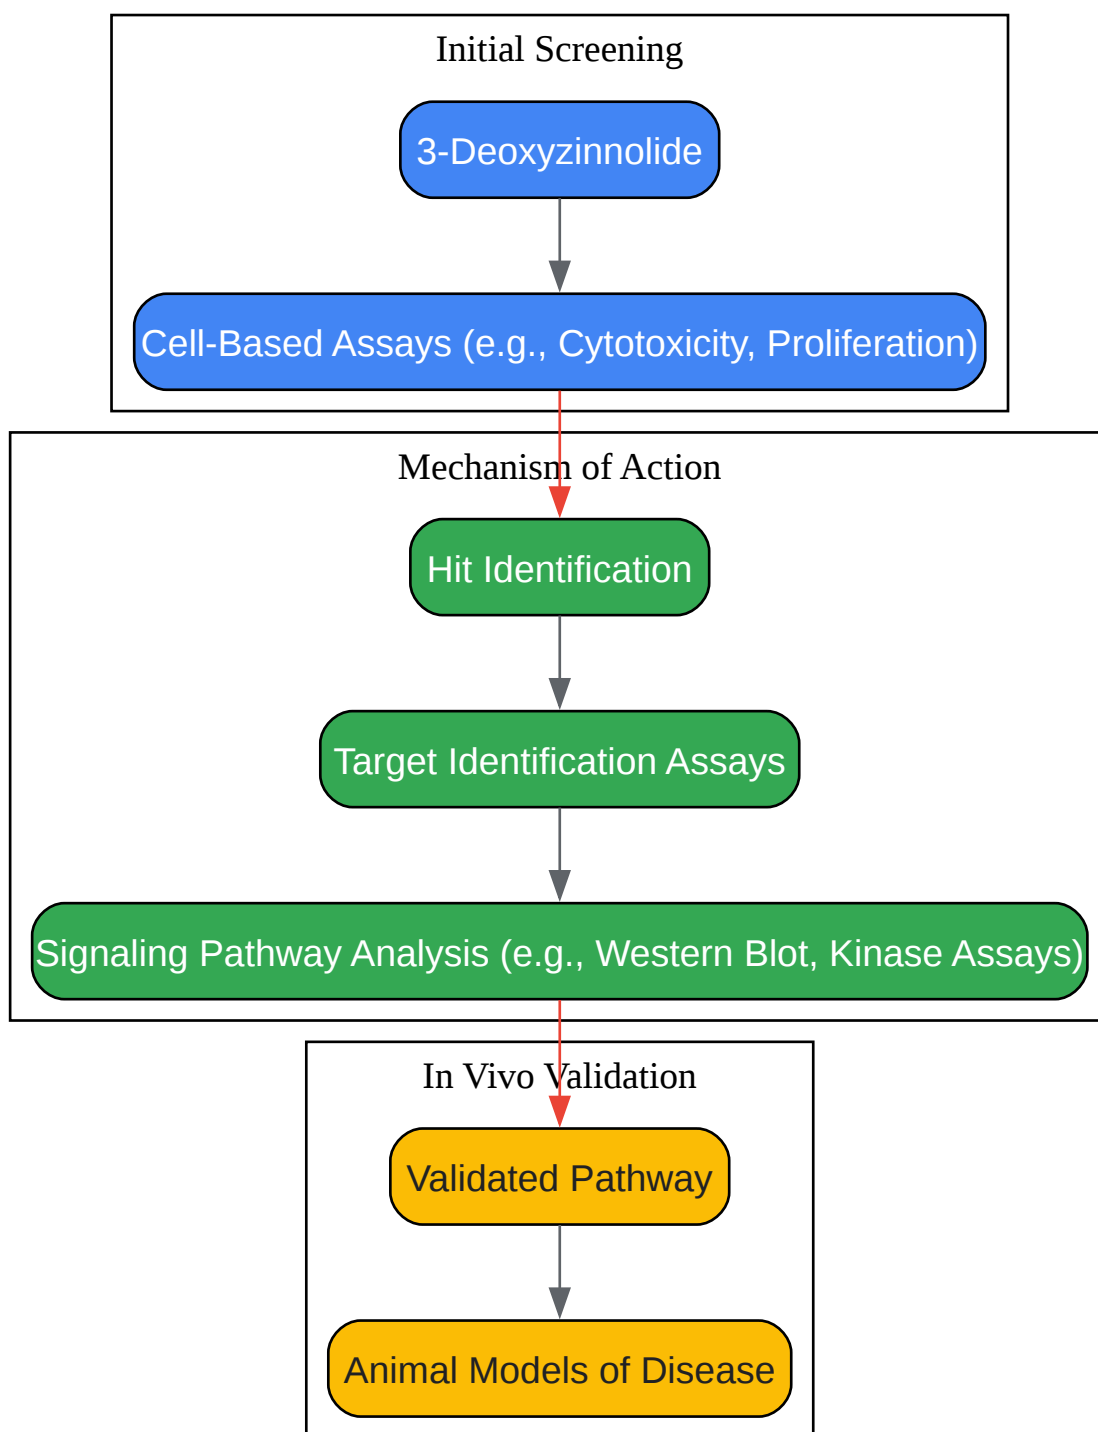 Initial Screening
3-Deoxyzinnolide
Cell-Based Assays (e.g., Cytotoxicity, Proliferation)
Mechanism of Action
Hit Identification
Target Identification Assays
Signaling Pathway Analysis (e.g., Western Blot, Kinase Assays)
In Vivo Validation
Validated Pathway
Animal Models of Disease